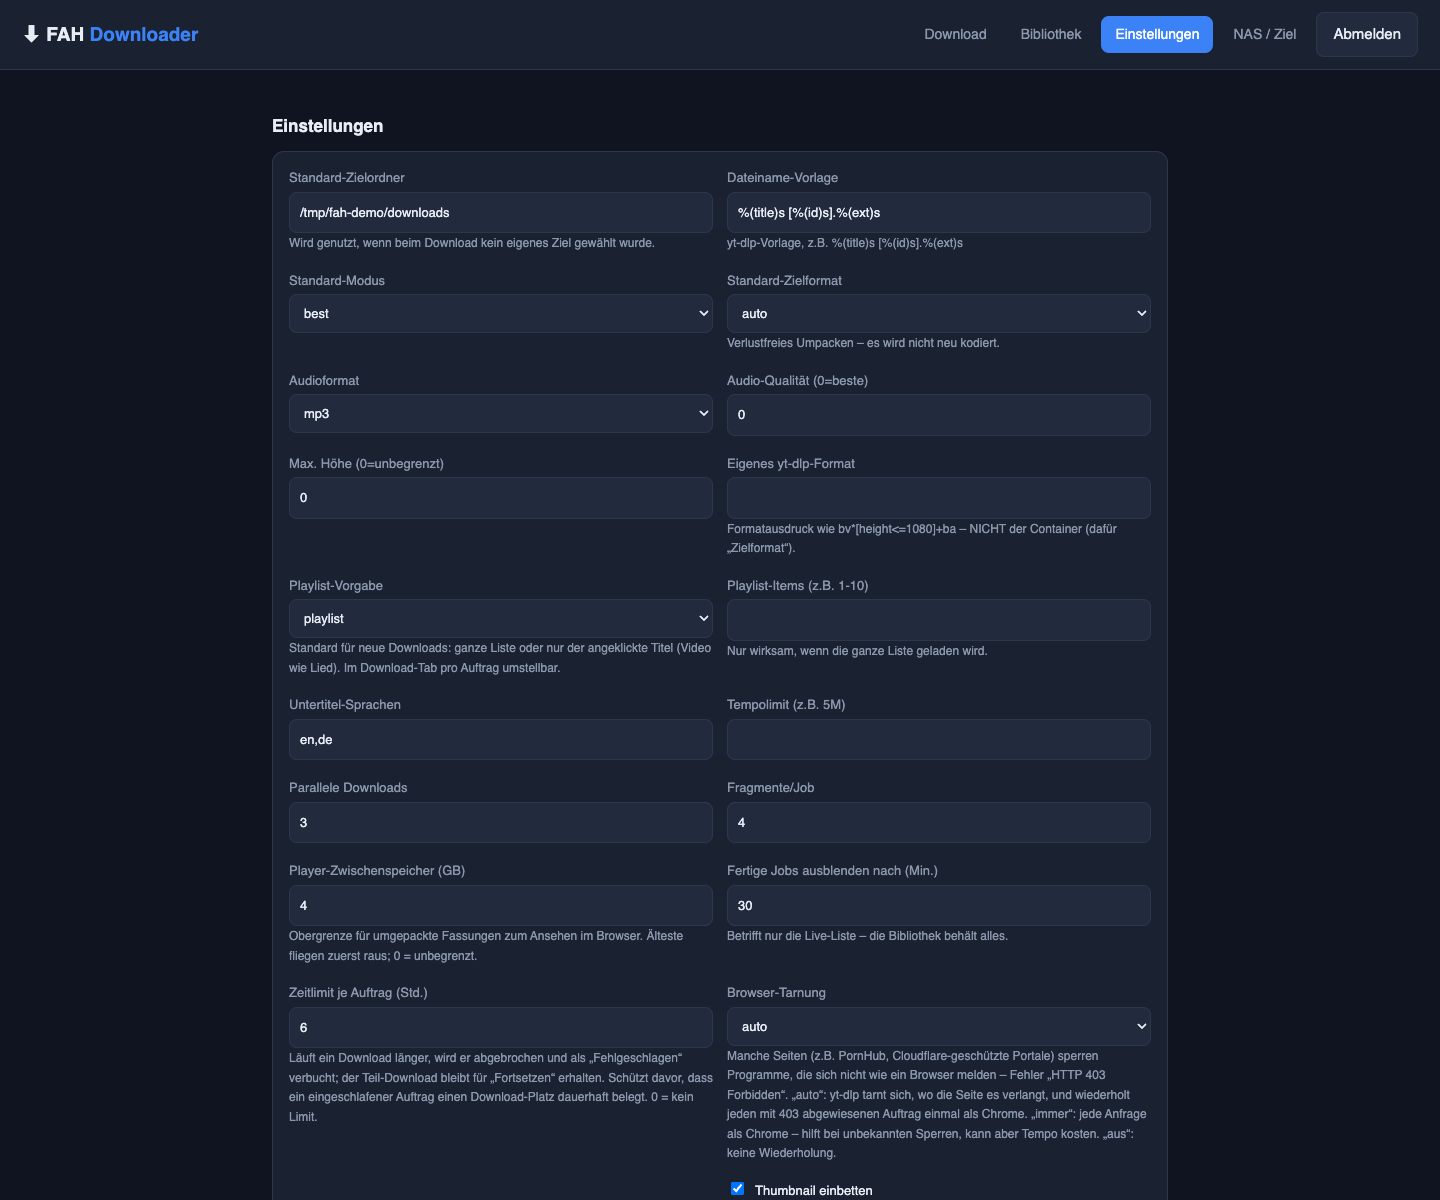 FAH Downloader
Download
Bibliothek
Einstellungen
NAS / Ziel
Abmelden
Einstellungen
Standard-Zielordner
/tmp/fah-demo/downloads
Wird genutzt, wenn beim Download kein eigenes Ziel gewählt wurde.
Dateiname-Vorlage
%(title)s [%(id)s].%(ext)s
yt-dlp-Vorlage, z.B. %(title)s [%(id)s].%(ext)s
Standard-Modus
best
Standard-Zielformat
auto
Verlustfreies Umpacken – es wird nicht neu kodiert.
Audioformat
mp3
Audio-Qualität (0=beste)
0
Max. Höhe (0=unbegrenzt)
0
Eigenes yt-dlp-Format
Formatausdruck wie bv*[height<=1080]+ba – NICHT der Container (dafür
„Zielformat“).
Playlist-Vorgabe
playlist
Standard für neue Downloads: ganze Liste oder nur der angeklickte Titel (Video
wie Lied). Im Download-Tab pro Auftrag umstellbar.
Playlist-Items (z.B. 1-10)
Nur wirksam, wenn die ganze Liste geladen wird.
Untertitel-Sprachen
en,de
Tempolimit (z.B. 5M)
Parallele Downloads
3
Fragmente/Job
4
Player-Zwischenspeicher (GB)
4
Obergrenze für umgepackte Fassungen zum Ansehen im Browser. Älteste
fliegen zuerst raus; 0 = unbegrenzt.
Fertige Jobs ausblenden nach (Min.)
30
Betrifft nur die Live-Liste – die Bibliothek behält alles.
Zeitlimit je Auftrag (Std.)
6
Läuft ein Download länger, wird er abgebrochen und als „Fehlgeschlagen“
verbucht; der Teil-Download bleibt für „Fortsetzen“ erhalten. Schützt davor, dass
ein eingeschlafener Auftrag einen Download-Platz dauerhaft belegt. 0 = kein
Limit.
Browser-Tarnung
auto
Manche Seiten (z.B. PornHub, Cloudflare-geschützte Portale) sperren
Programme, die sich nicht wie ein Browser melden – Fehler „HTTP 403
Forbidden“. „auto“: yt-dlp tarnt sich, wo die Seite es verlangt, und wiederholt
jeden mit 403 abgewiesenen Auftrag einmal als Chrome. „immer“: jede Anfrage
als Chrome – hilft bei unbekannten Sperren, kann aber Tempo kosten. „aus“:
keine Wiederholung.
Thumbnail einbetten